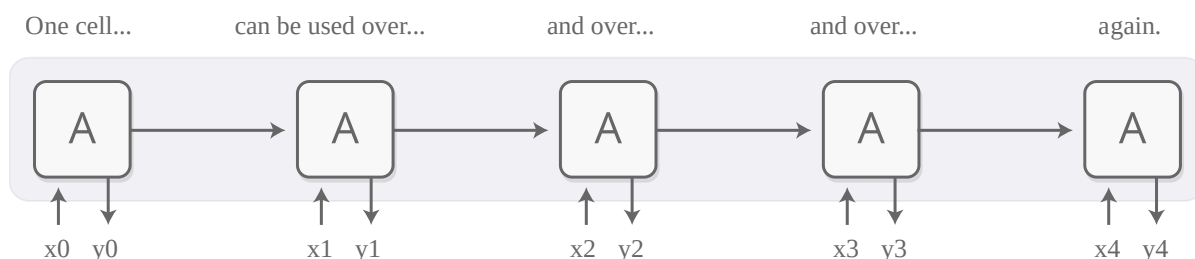 One cell... can be used over... and over... and over... again.
A A A A A
x0 y0 x1 y1 x2 y2 x3 y3 x4 y4